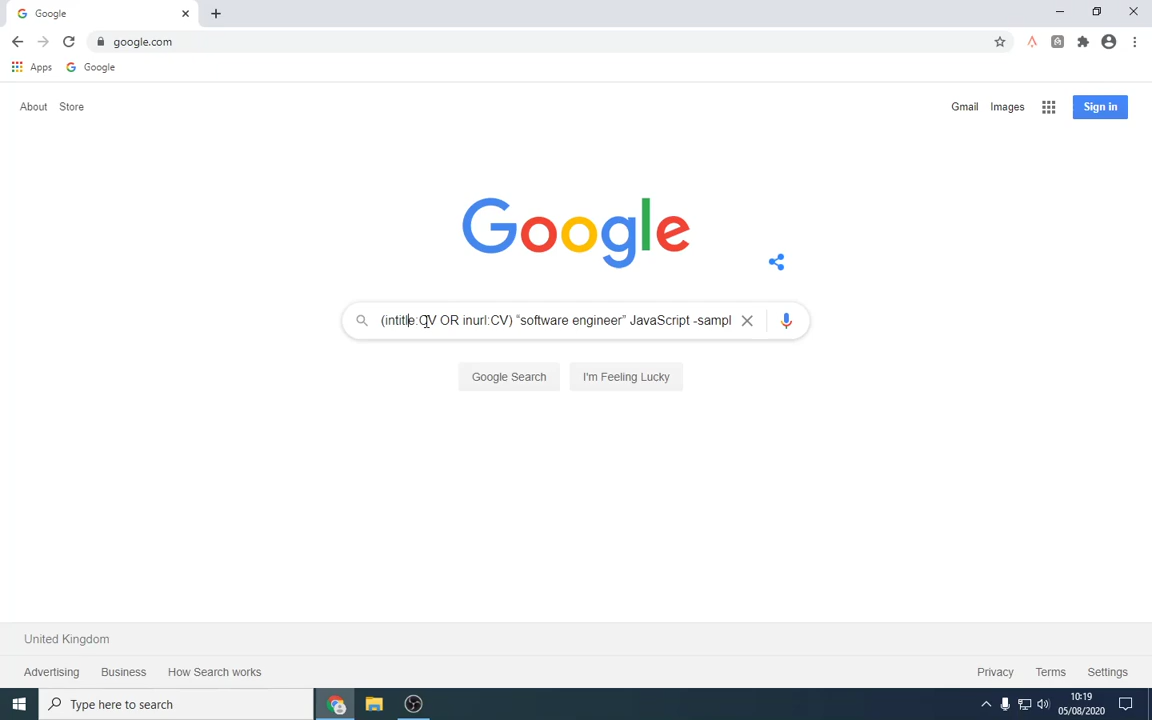 Google
google.com
Apps Google
About Store Gmail Images Sign in
Google
(intitle:CV OR inurl:CV) “software engineer” JavaScript -sampl
Google Search I'm Feeling Lucky
United Kingdom
Advertising Business How Search works Privacy Terms Settings
Type here to search
10:19
05/08/2020